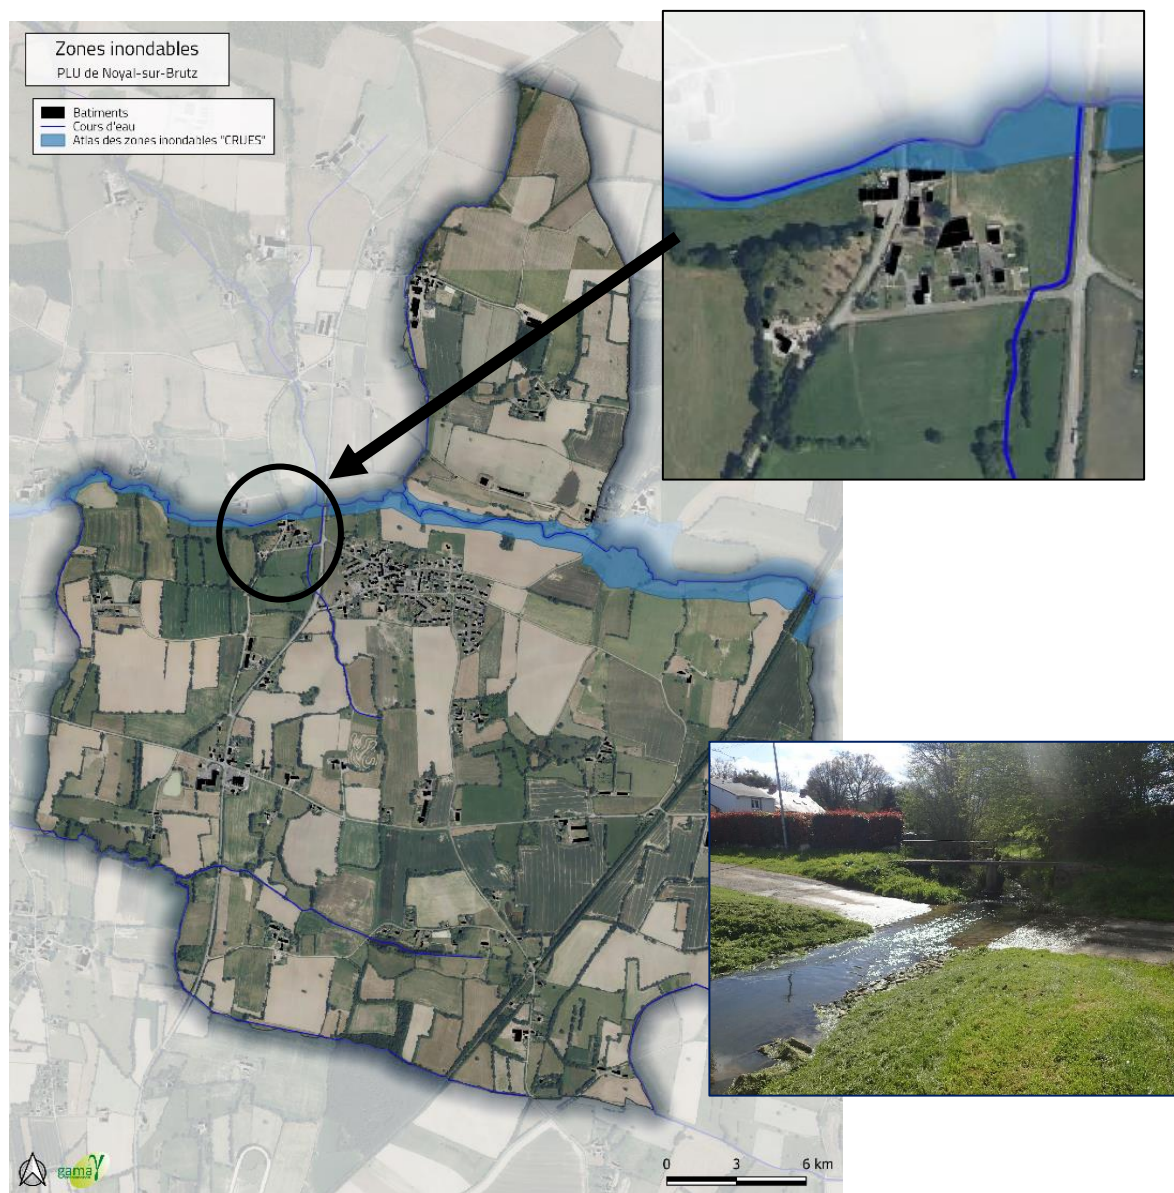 Zones inondables
PLU de Noyal-sur-Brutz
Batiments
Cours d'eau
Atlas des zones inondables "CRUES"
gama
0 3 6 km